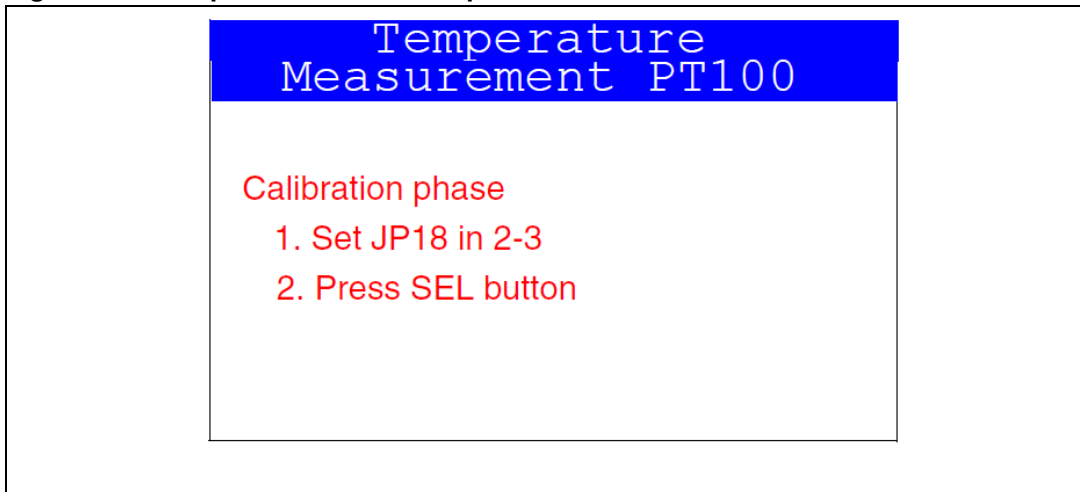 Temperature
Measurement PT100
Calibration phase
1. Set JP18 in 2-3
2. Press SEL button